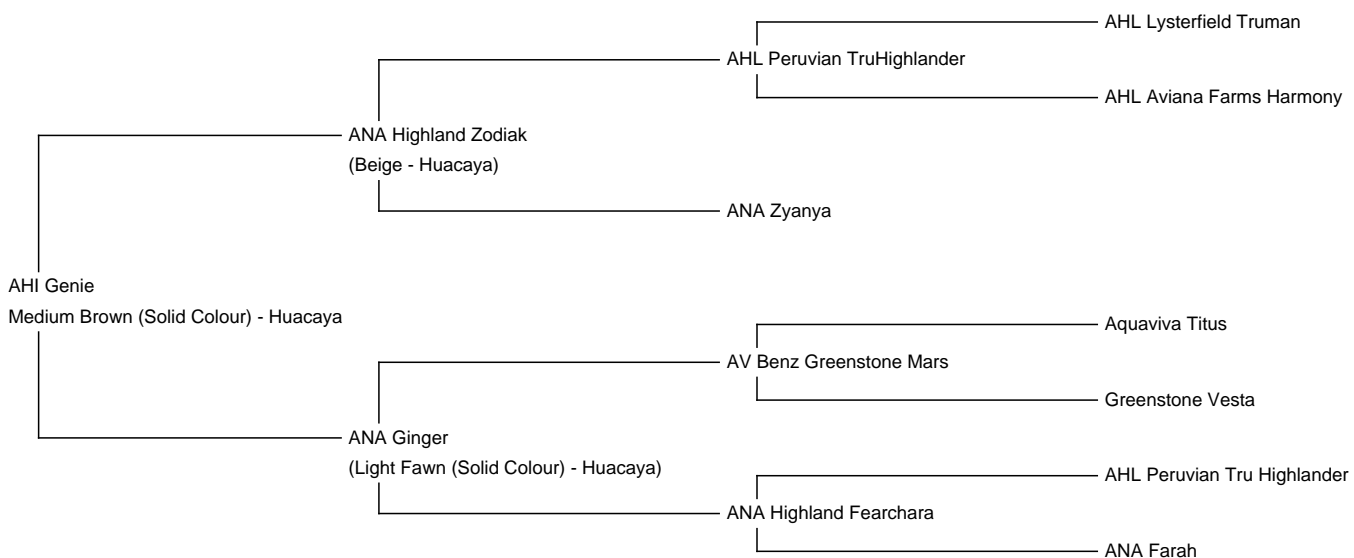 AHL Lysterfield Truman
AHL Peruvian TruHighlander
AHL Aviana Farms Harmony
ANA Highland Zodiak
(Beige - Huacaya)
ANA Zyanya
AHI Genie
Medium Brown (Solid Colour) - Huacaya
Aquaviva Titus
AV Benz Greenstone Mars
Greenstone Vesta
ANA Ginger
(Light Fawn (Solid Colour) - Huacaya)
AHL Peruvian Tru Highlander
ANA Highland Fearchara
ANA Farah